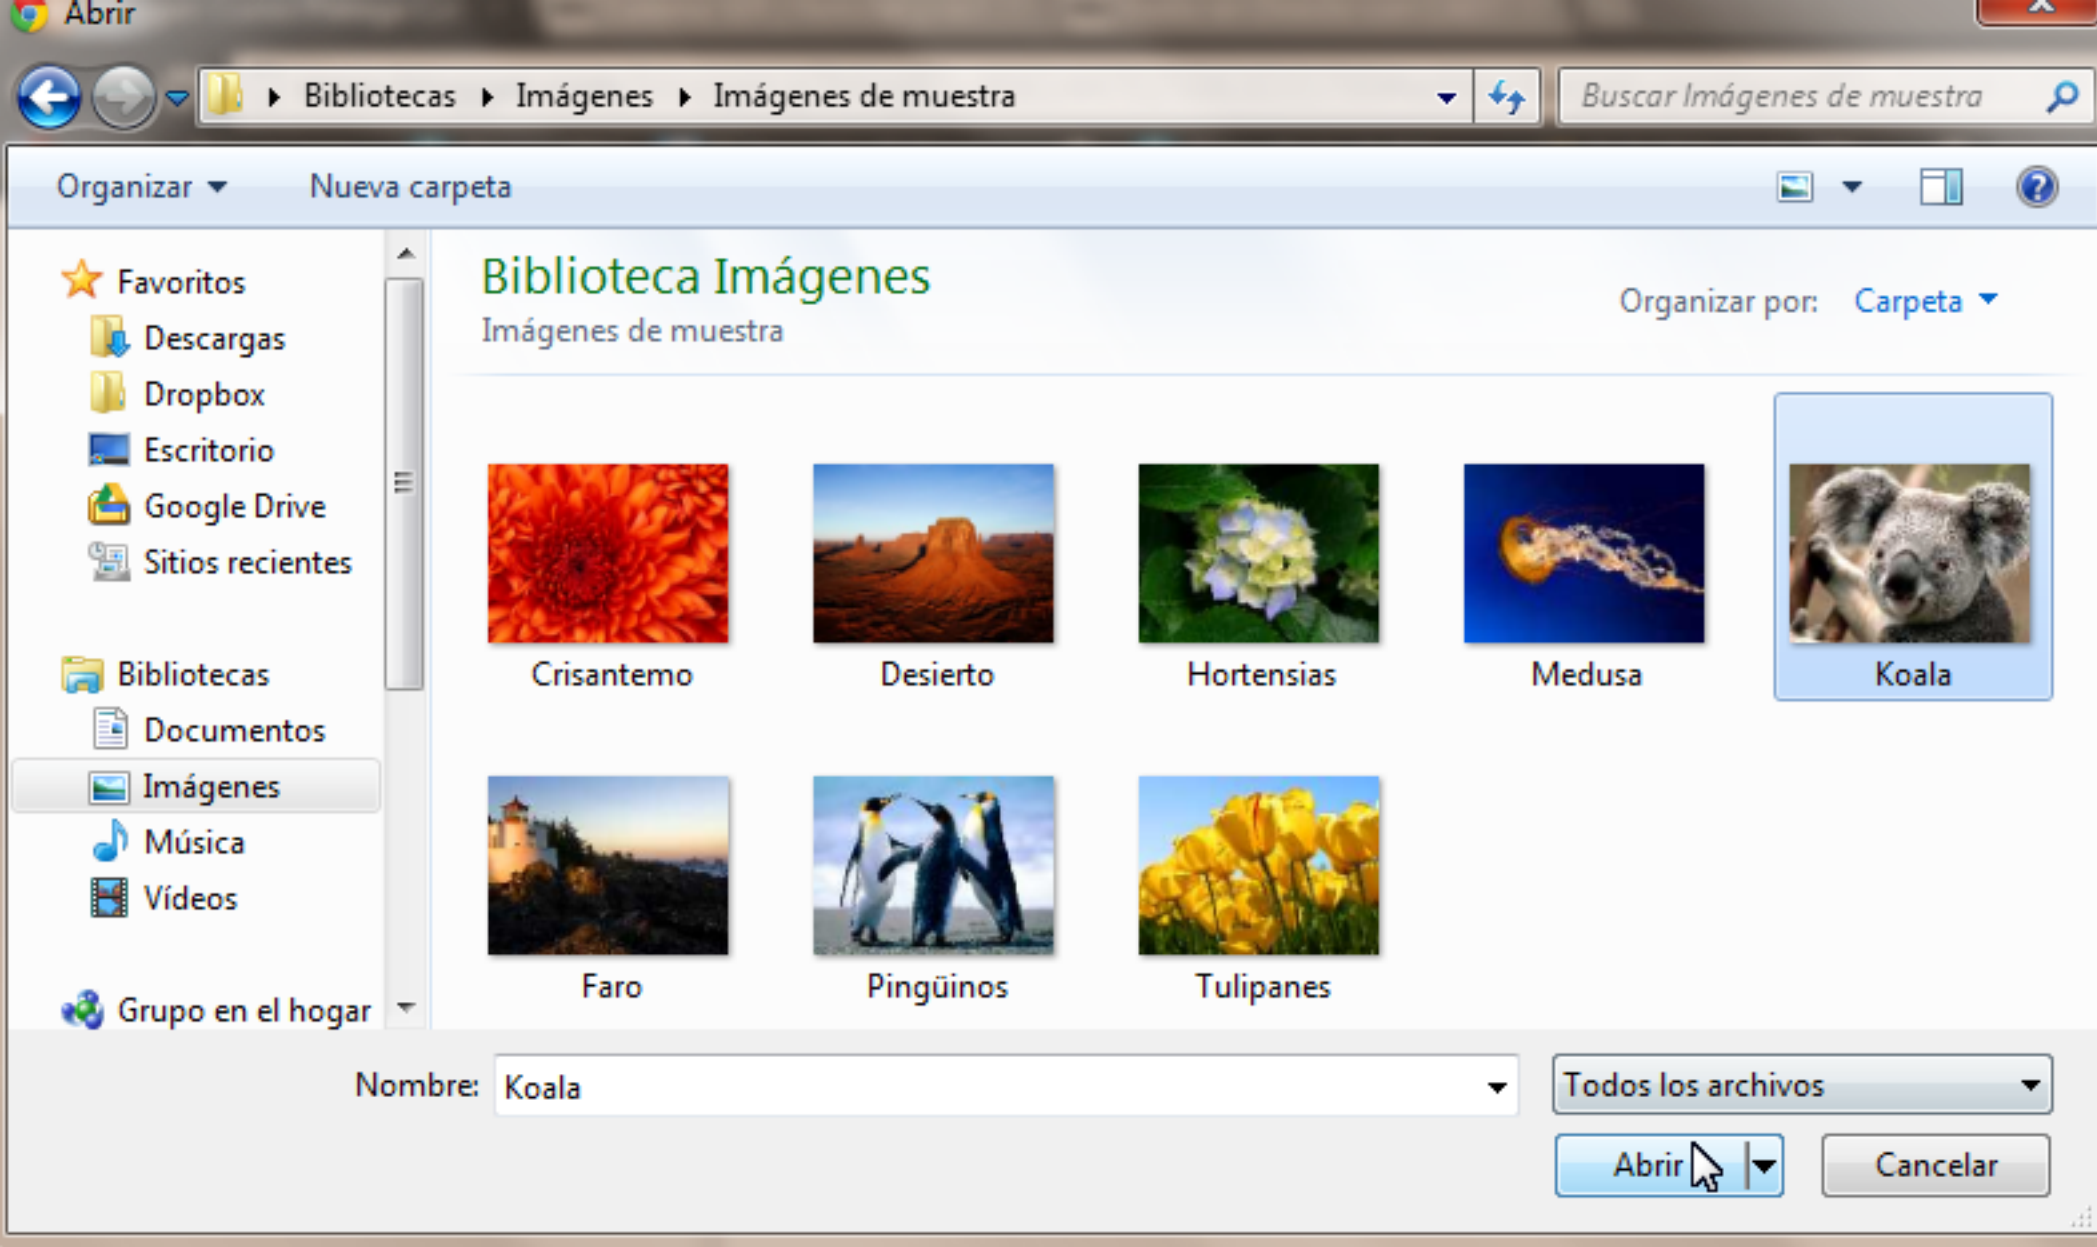 Abrir
Bibliotecas Imágenes Imágenes de muestra
Buscar Imágenes de muestra
Organizar Nueva carpeta
Favoritos
Descargas
Dropbox
Escritorio
Google Drive
Sitios recientes
Bibliotecas
Documentos
Imágenes
Música
Vídeos
Grupo en el hogar
Biblioteca Imágenes
Imágenes de muestra
Organizar por: Carpeta
Crisantemo Desierto Hortensias Medusa Koala
Faro Pingüinos Tulipanes
Nombre: Koala
Todos los archivos
Abrir Cancelar